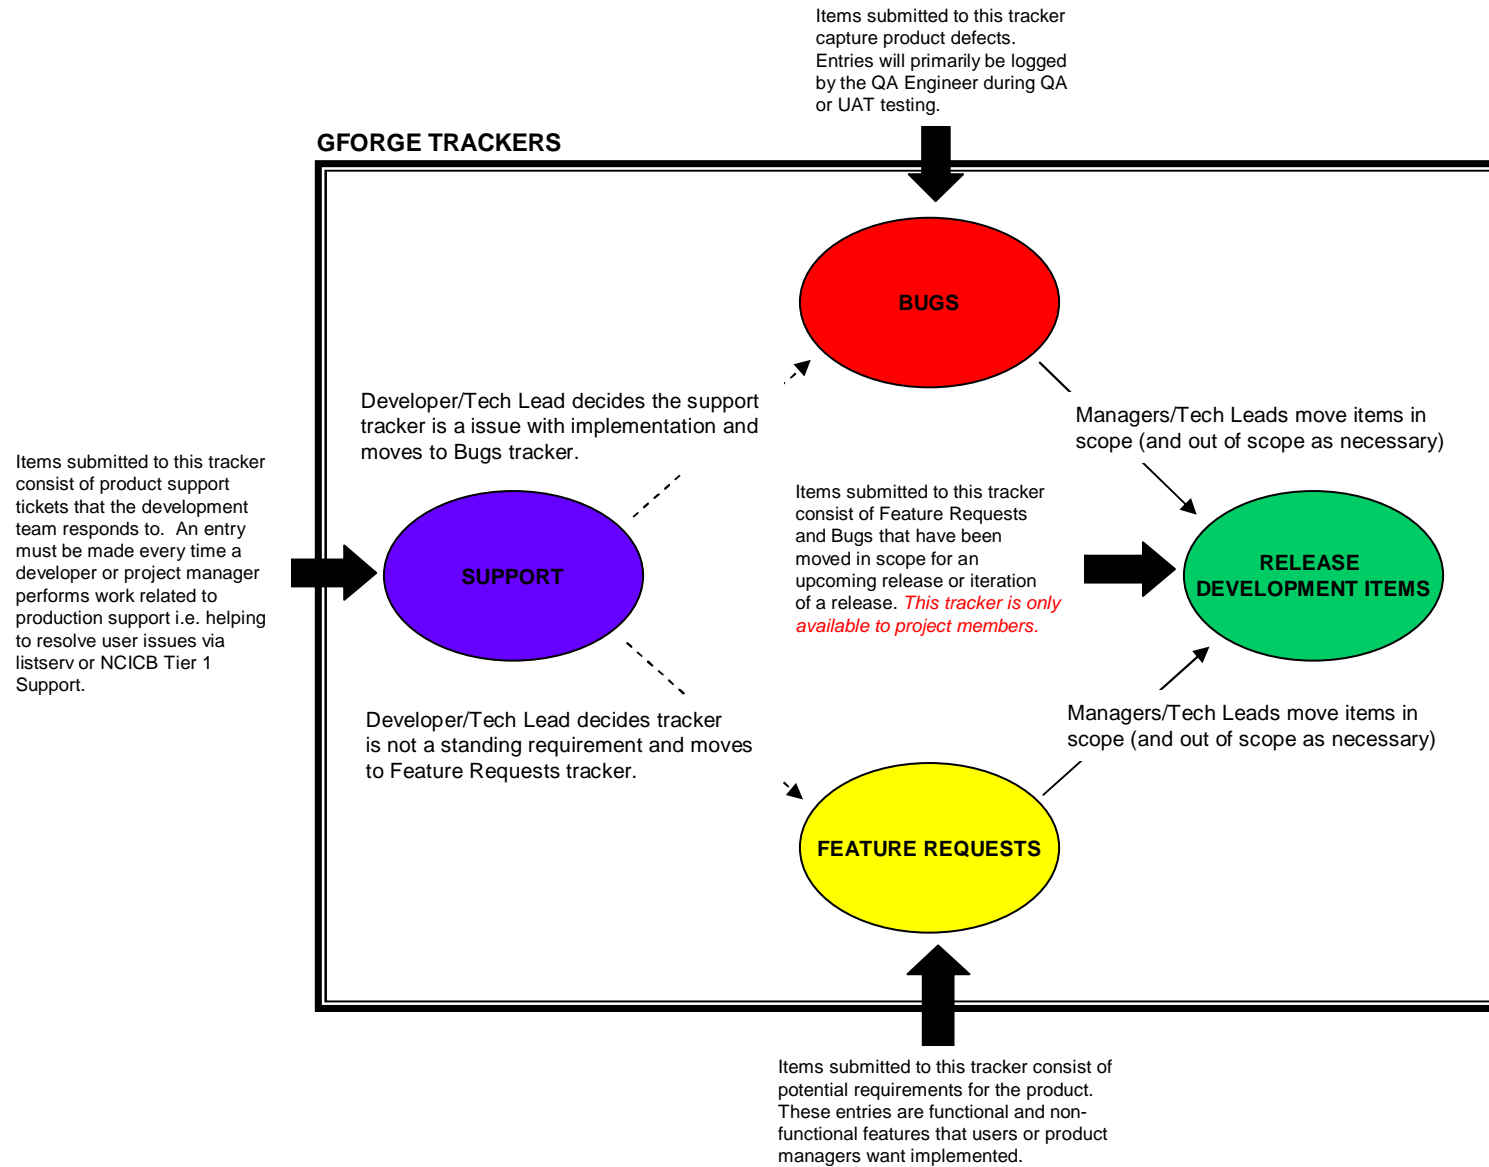 Items submitted to this tracker
capture product defects.
Entries will primarily be logged
by the QA Engineer during QA
or UAT testing.
GFORGE TRACKERS
BUGS
Developer/Tech Lead decides the support
tracker is a issue with implementation and
moves to Bugs tracker.
Managers/Tech Leads move items in
scope (and out of scope as necessary)
Items submitted to this tracker
consist of product support
tickets that the development
team responds to.  An entry
must be made every time a
developer or project manager
performs work related to
production support i.e. helping
to resolve user issues via
listserv or NCICB Tier 1
Support.
SUPPORT
Items submitted to this tracker
consist of Feature Requests
and Bugs that have been
moved in scope for an
upcoming release or iteration
of a release. This tracker is only
available to project members.
RELEASE
DEVELOPMENT ITEMS
Developer/Tech Lead decides tracker
is not a standing requirement and moves
to Feature Requests tracker.
Managers/Tech Leads move items in
scope (and out of scope as necessary)
FEATURE REQUESTS
Items submitted to this tracker consist of
potential requirements for the product.
These entries are functional and non-
functional features that users or product
managers want implemented.